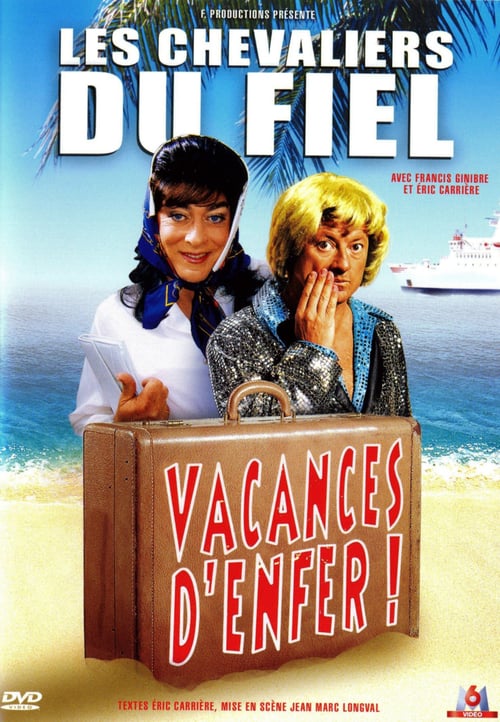 F. PRODUCTIONS PRÉSENTE
LES CHEVALIERS
DU FIEL
AVEC FRANCIS GINIBRE
ET ÉRIC CARRIÈRE
VACANCES
D'ENFER !
DVD
VIDEO
TEXTES ÉRIC CARRIÈRE, MISE EN SCÈNE JEAN MARC LONGVAL
M6
VIDEO